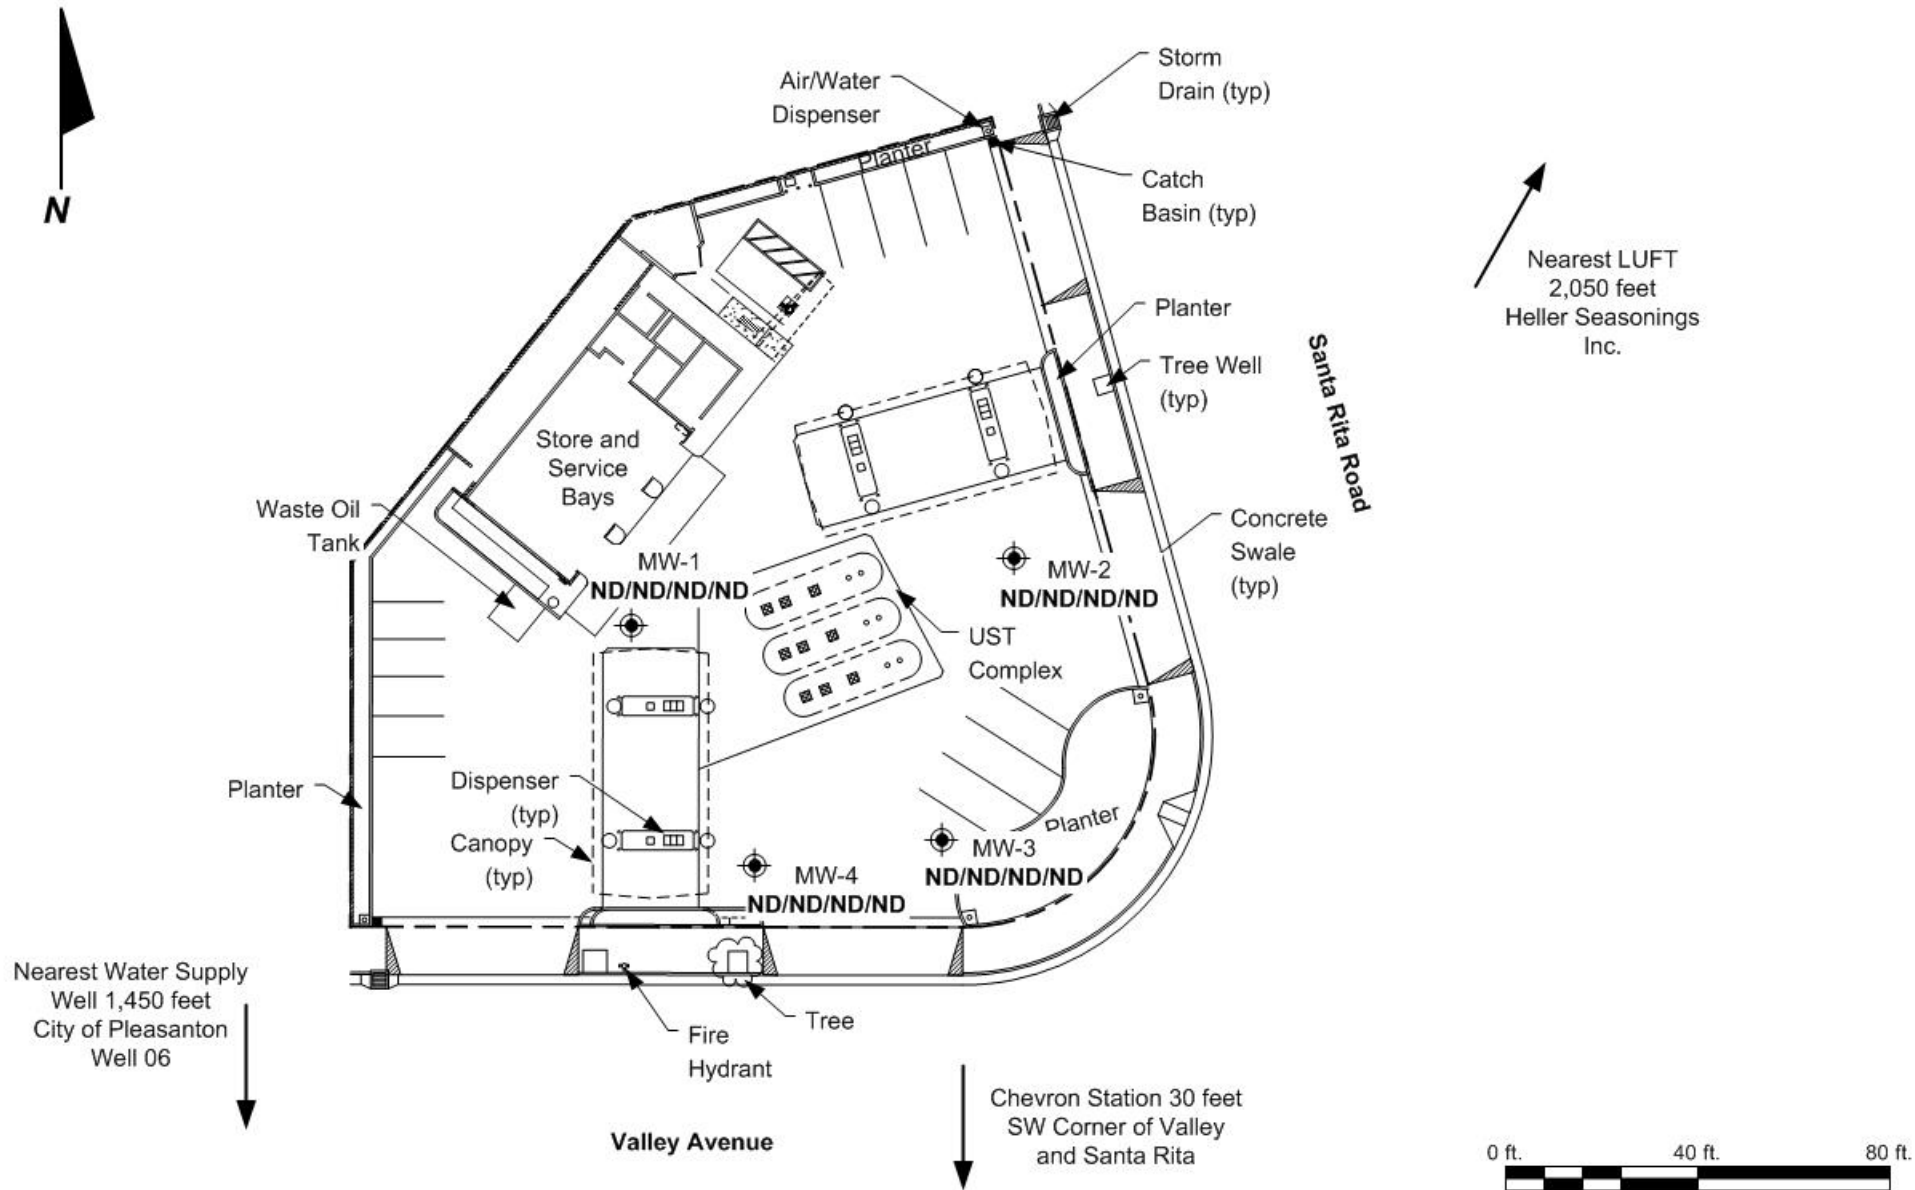 N
Air/Water
Dispenser
Storm
Drain (typ)
Planter
Catch
Basin (typ)
Nearest LUFT
2,050 feet
Heller Seasonings
Inc.
Planter
Tree Well
(typ)
Santa Rita Road
Store and
Service
Bays
Waste Oil
Tank
Concrete
Swale
(typ)
MW-1
ND/ND/ND/ND
MW-2
ND/ND/ND/ND
UST
Complex
Planter
Dispenser
(typ)
Canopy
(typ)
Planter
MW-3
ND/ND/ND/ND
MW-4
ND/ND/ND/ND
Nearest Water Supply
Well 1,450 feet
City of Pleasanton
Well 06
Tree
Fire
Hydrant
Chevron Station 30 feet
SW Corner of Valley
and Santa Rita
Valley Avenue
0 ft.
40 ft.
80 ft.